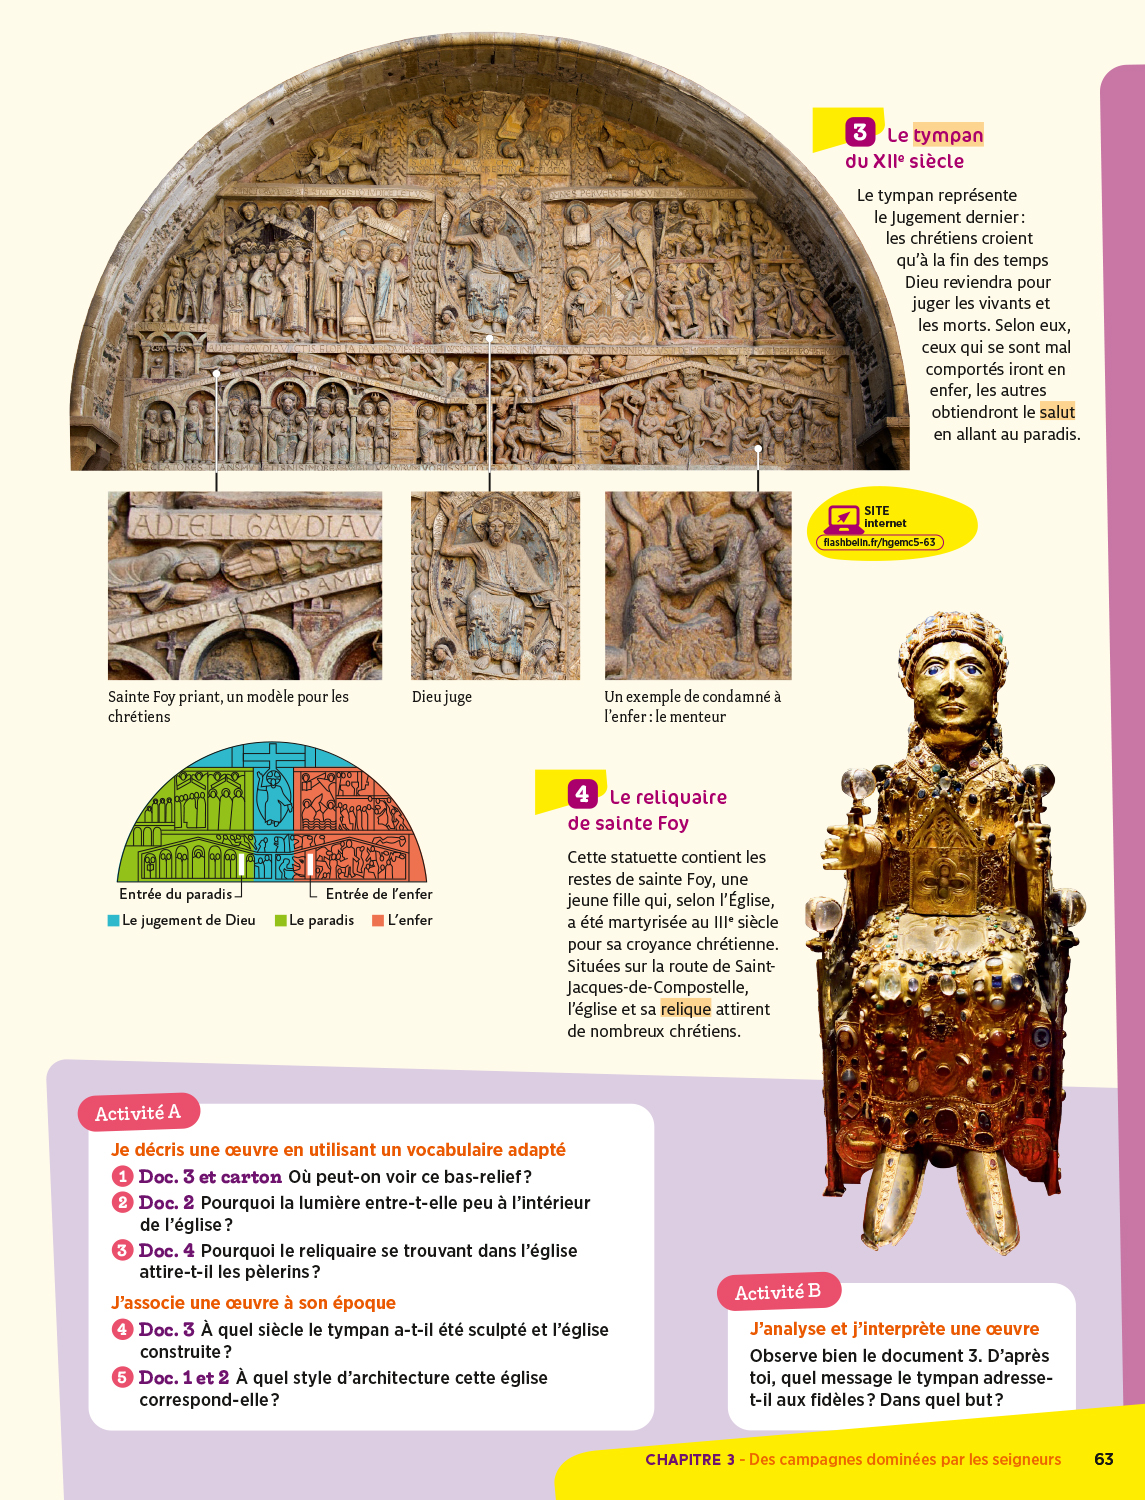 3 Le tympan
du XIIe siècle
Le tympan représente
le Jugement dernier :
les chrétiens croient
qu’à la fin des temps
Dieu reviendra pour
juger les vivants et
les morts. Selon eux,
ceux qui se sont mal
comportés iront en
enfer, les autres
obtiendront le salut
en allant au paradis.
SITE
internet
flashbelin.fr/hgemc5-63
Sainte Foy priant, un modèle pour les
chrétiens
Dieu juge
Un exemple de condamné à
l’enfer : le menteur
Entrée du paradis
Entrée de l’enfer
Le jugement de Dieu
Le paradis
L’enfer
4 Le reliquaire
de sainte Foy
Cette statuette contient les
restes de sainte Foy, une
jeune fille qui, selon l’Église,
a été martyrisée au IIIe siècle
pour sa croyance chrétienne.
Situées sur la route de Saint-
Jacques-de-Compostelle,
l’église et sa relique attirent
de nombreux chrétiens.
Activité A
Je décris une œuvre en utilisant un vocabulaire adapté
1 Doc. 3 et carton Où peut-on voir ce bas-relief ?
2 Doc. 2 Pourquoi la lumière entre-t-elle peu à l’intérieur
de l’église ?
3 Doc. 4 Pourquoi le reliquaire se trouvant dans l’église
attire-t-il les pèlerins ?
J’associe une œuvre à son époque
4 Doc. 3 À quel siècle le tympan a-t-il été sculpté et l’église
construite ?
5 Doc. 1 et 2 À quel style d’architecture cette église
correspond-elle ?
Activité B
J’analyse et j’interprète une œuvre
Observe bien le document 3. D’après
toi, quel message le tympan adresse-
t-il aux fidèles ? Dans quel but ?
CHAPITRE 3 - Des campagnes dominées par les seigneurs
63